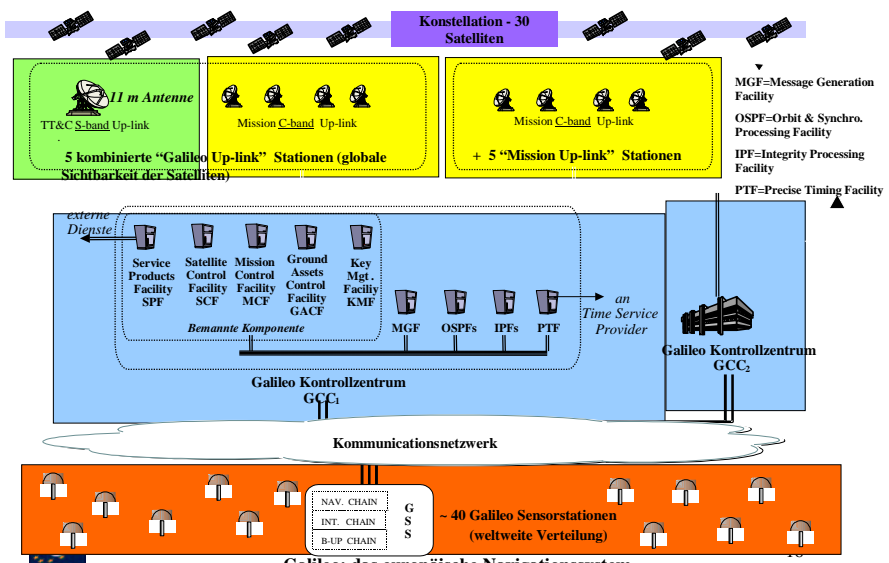 Konstellation - 30
Satelliten
11 m Antenne
TT&C S-band Up-link
Mission C-band Up-link
5 kombinierte “Galileo Up-link” Stationen (globale
Sichtbarkeit der Satelliten)
Mission C-band Up-link
+ 5 “Mission Up-link” Stationen
MGF=Message Generation
Facility
OSPF=Orbit & Synchro.
Processing Facility
IPF=Integrity Processing
Facility
PTF=Precise Timing Facility
externe
Dienste
Service
Products
Facility
SPF
Satellite
Control
Facility
SCF
Mission
Control
Facility
MCF
Ground
Assets
Control
Facility
GACF
Key
Mgt .
Faciliy
KMF
Bemannte Komponente
MGF
OSPFs
IPFs
PTF
an
Time Service
Provider
Galileo Kontrollzentrum
GCC1
Galileo Kontrollzentrum
GCC2
Kommunicationsnetzwerk
NAV. CHAIN
INT. CHAIN
B-UP CHAIN
G
S
S
~ 40 Galileo Sensorstationen
(weltweite Verteilung)
Galileo: das europäische Navigationssystem